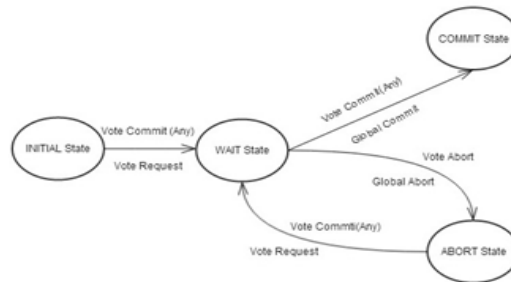 COMMIT State
Vote Commit(Any)
Global Commit
Vote Commit (Any)
INITIAL State
WAIT State
Vote Request
Vote Abort
Global Abort
Vote Commti(Any)
Vote Request
ABORT State